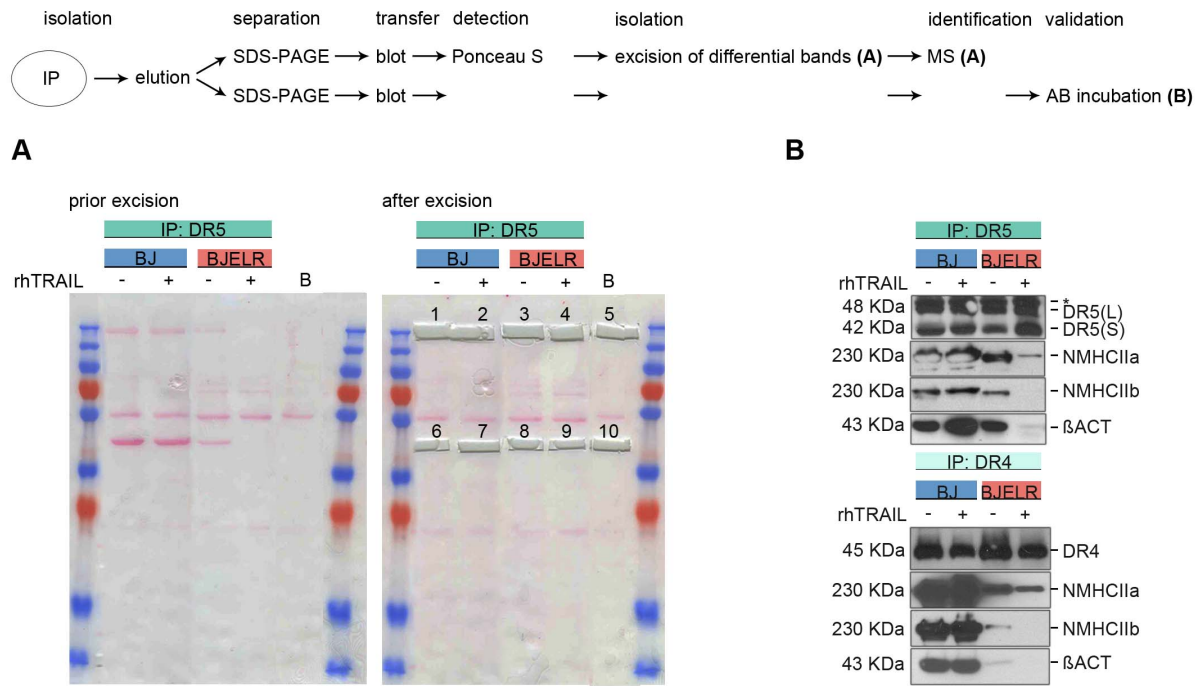 isolation separation transfer detection isolation identification validation
IP → elution SDS-PAGE → blot → Ponceau S → excision of differential bands (A) → MS (A)
SDS-PAGE → blot → → → → AB incubation (B)
A
prior excision
IP: DR5
BJ BJELR
rhTRAIL - + - + B
after excision
IP: DR5
BJ BJELR
- + - + B
1 2 3 4 5
6 7 8 9 10
B
IP: DR5
BJ BJELR
rhTRAIL - + - +
*
48 KDa DR5(L)
42 KDa DR5(S)
230 KDa NMHCIIa
230 KDa NMHCIIb
43 KDa ßACT
IP: DR4
BJ BJELR
rhTRAIL - + - +
45 KDa DR4
230 KDa NMHCIIa
230 KDa NMHCIIb
43 KDa ßACT